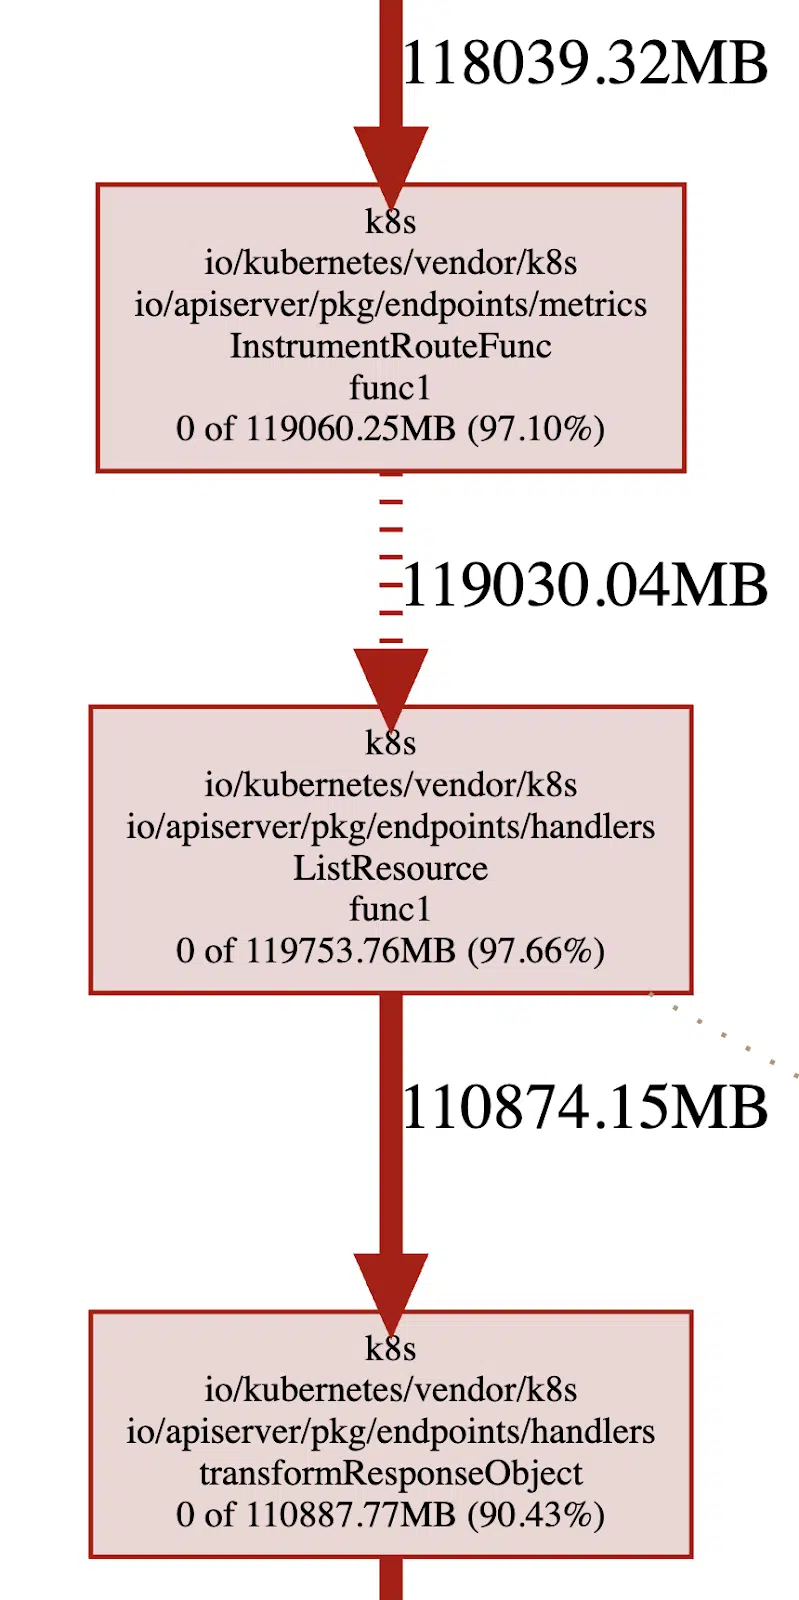 118039.32MB
k8s
io/kubernetes/vendor/k8s
io/apiserver/pkg/endpoints/metrics
InstrumentRouteFunc
func1
0 of 119060.25MB (97.10%)
119030.04MB
k8s
io/kubernetes/vendor/k8s
io/apiserver/pkg/endpoints/handlers
ListResource
func1
0 of 119753.76MB (97.66%)
110874.15MB
k8s
io/kubernetes/vendor/k8s
io/apiserver/pkg/endpoints/handlers
transformResponseObject
0 of 110887.77MB (90.43%)